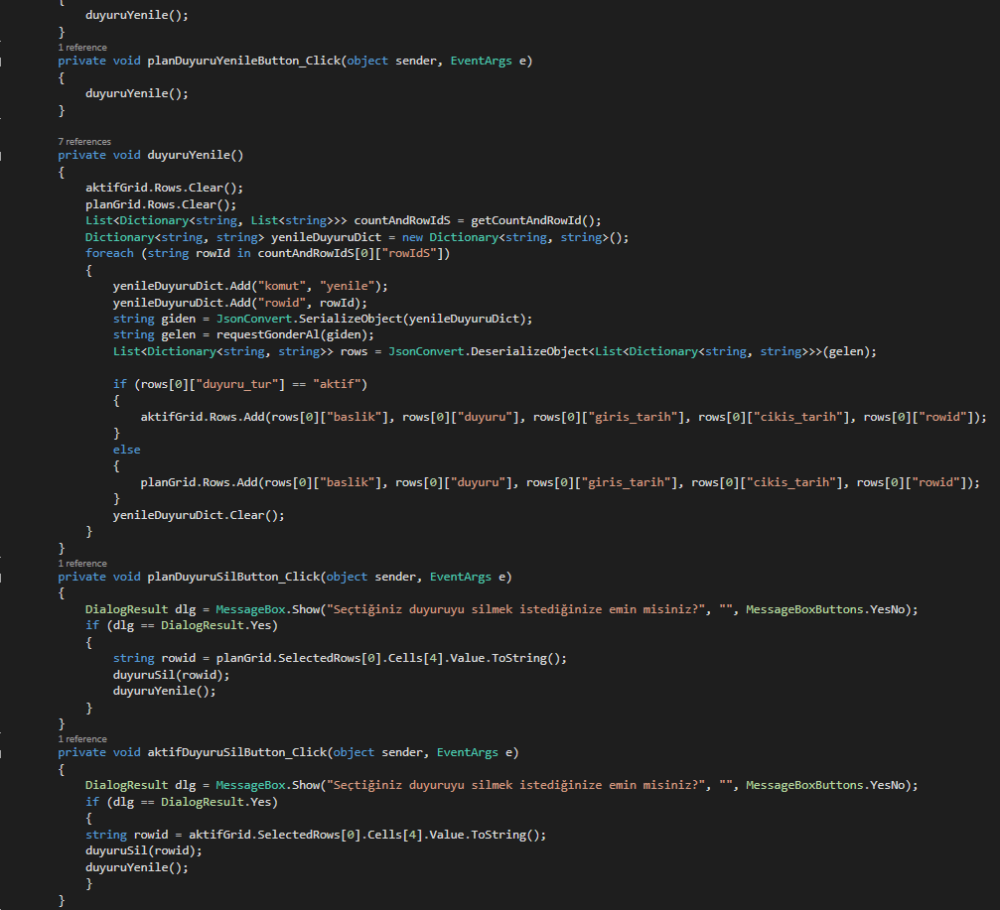 {
duyuruYenile();
}
1 reference
private void planDuyuruYenileButton_Click(object sender, EventArgs e)
{
duyuruYenile();
}
7 references
private void duyuruYenile()
{
aktifGrid.Rows.Clear();
planGrid.Rows.Clear();
List<Dictionary<string, List<string>>> countAndRowIdS = getCountAndRowId();
Dictionary<string, string> yenileDuyuruDict = new Dictionary<string, string>();
foreach (string rowId in countAndRowIdS[0]["rowIdS"])
{
yenileDuyuruDict.Add("komut", "yenile");
yenileDuyuruDict.Add("rowid", rowId);
string giden = JsonConvert.SerializeObject(yenileDuyuruDict);
string gelen = requestGonderAl(giden);
List<Dictionary<string, string>> rows = JsonConvert.DeserializeObject<List<Dictionary<string, string>>>(gelen);
if (rows[0]["duyuru_tur"] == "aktif")
{
aktifGrid.Rows.Add(rows[0]["baslik"], rows[0]["duyuru"], rows[0]["giris_tarih"], rows[0]["cikis_tarih"], rows[0]["rowid"]);
}
else
{
planGrid.Rows.Add(rows[0]["baslik"], rows[0]["duyuru"], rows[0]["giris_tarih"], rows[0]["cikis_tarih"], rows[0]["rowid"]);
}
yenileDuyuruDict.Clear();
}
}
1 reference
private void planDuyuruSilButton_Click(object sender, EventArgs e)
{
DialogResult dlg = MessageBox.Show("Seçtiğiniz duyuruyu silmek istediğinize emin misiniz?", "", MessageBoxButtons.YesNo);
if (dlg == DialogResult.Yes)
{
string rowid = planGrid.SelectedRows[0].Cells[4].Value.ToString();
duyuruSil(rowid);
duyuruYenile();
}
}
1 reference
private void aktifDuyuruSilButton_Click(object sender, EventArgs e)
{
DialogResult dlg = MessageBox.Show("Seçtiğiniz duyuruyu silmek istediğinize emin misiniz?", "", MessageBoxButtons.YesNo);
if (dlg == DialogResult.Yes)
{
string rowid = aktifGrid.SelectedRows[0].Cells[4].Value.ToString();
duyuruSil(rowid);
duyuruYenile();
}
}